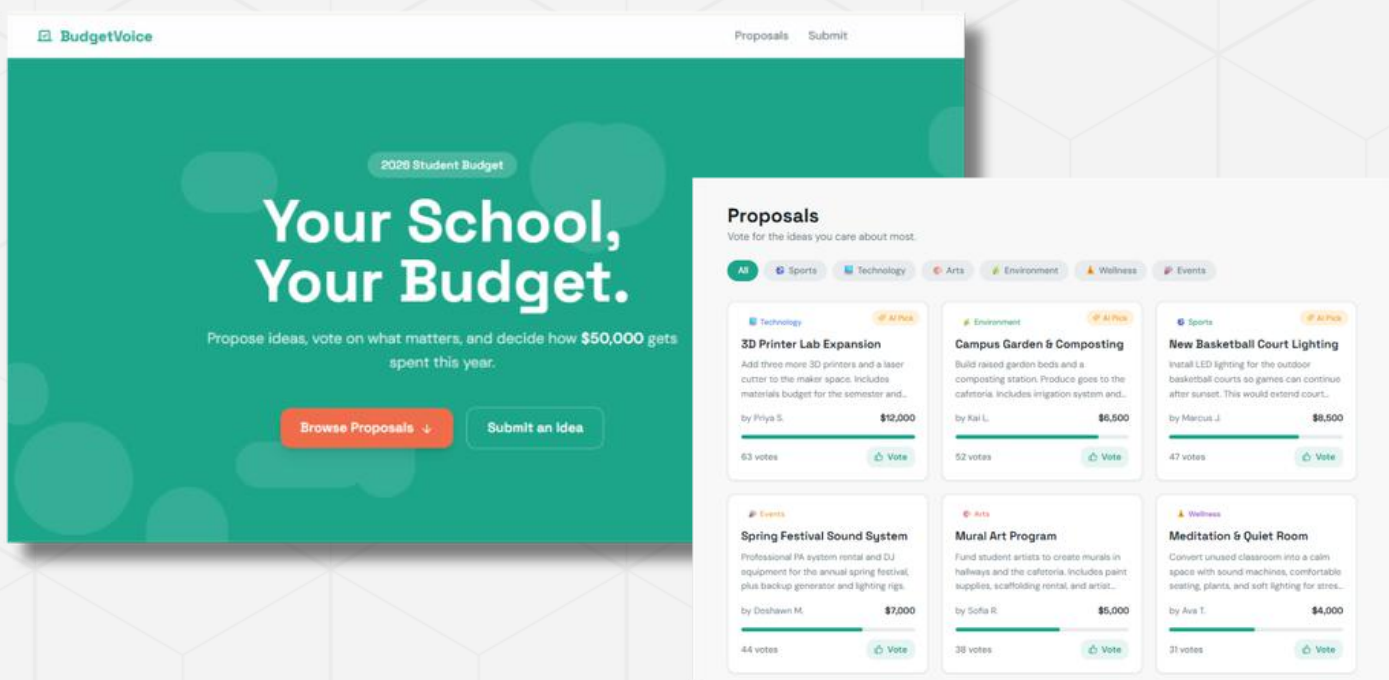 BudgetVoice
Proposals Submit
2026 Student Budget
Your School,
Your Budget.
Propose ideas, vote on what matters, and decide how $50,000 gets
spent this year.
Browse Proposals ↓
Submit an Idea
Proposals
Vote for the ideas you care about most.
All Sports Technology Arts Environment Wellness Events
Technology
AI Pick
3D Printer Lab Expansion
Add three more 3D printers and a laser
cutter to the maker space. Includes
materials budget for the semester and...
by Priya S. $12,000
63 votes Vote
Environment
AI Pick
Campus Garden & Composting
Build raised garden beds and a
composting station. Produce goes to the
cafeteria. Includes irrigation system and...
by Kai L. $6,500
52 votes Vote
Sports
AI Pick
New Basketball Court Lighting
Install LED lighting for the outdoor
basketball courts so games can continue
after sunset. This would extend court...
by Marcus J. $8,500
47 votes Vote
Events
Spring Festival Sound System
Professional PA system rental and DJ
equipment for the annual spring festival,
plus backup generator and lighting rigs.
by Deshawn M. $7,000
44 votes Vote
Arts
Mural Art Program
Fund student artists to create murals in
hallways and the cafeteria. Includes paint
supplies, scaffolding rental, and artist...
by Sofia R. $5,000
38 votes Vote
Wellness
Meditation & Quiet Room
Convert unused classroom into a calm
space with sound machines, comfortable
seating, plants, and soft lighting for stres...
by Ava T. $4,000
31 votes Vote